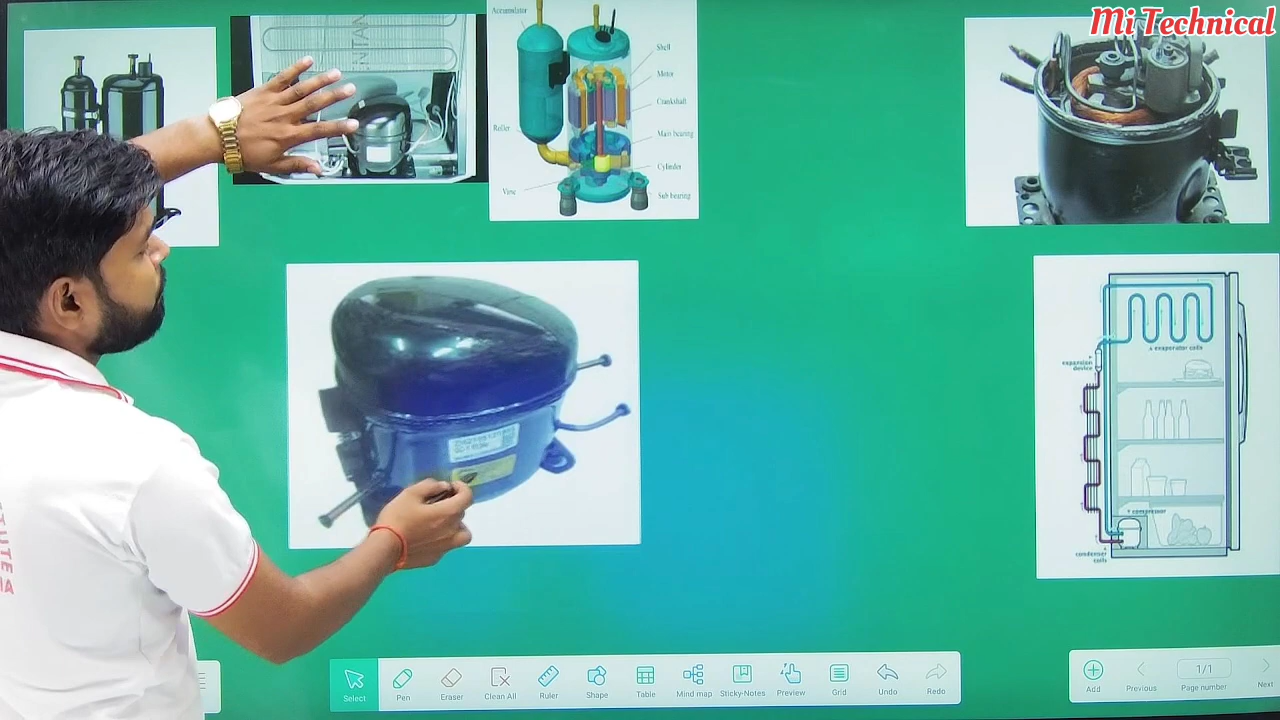 Mi Technical
Accumulator
Shell
Motor
Crankshaft
Roller
Main bearing
Cylinder
Sub bearing
evaporator coils
expansion
device
compressor
condenser
coils
Select
Pen
Eraser
Clean All
Ruler
Shape
Table
Mind map
Sticky-Notes
Preview
Grid
Undo
Redo
Add
Previous
1/1
Page number
Next